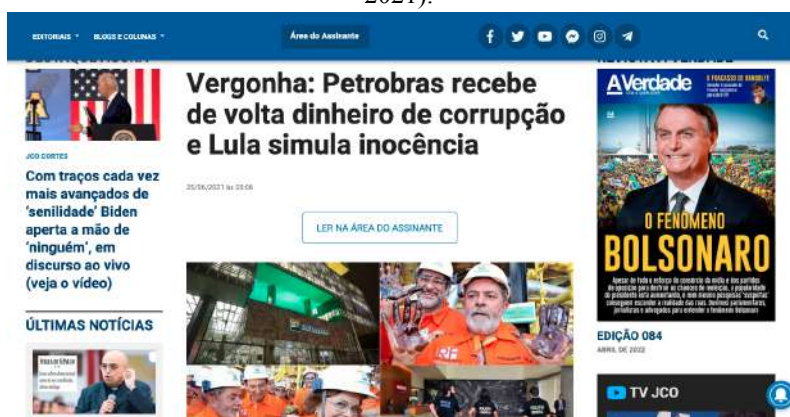 2021).
EDITORIAIS
BLOGS E COLUNAS
Área do Assinante
JCO CORTES
Com traços cada vez
mais avançados de
'senilidade' Biden
aperta a mão de
'ninguém', em
discurso ao vivo
(veja o vídeo)
ÚLTIMAS NOTÍCIAS
Vergonha: Petrobras recebe
de volta dinheiro de corrupção
e Lula simula inocência
25/06/2021 às 23:06
LER NA ÁREA DO ASSINANTE
AVerdade
O FENÔMENO
BOLSONARO
EDIÇÃO 084
ABRIL DE 2022
TV JCO